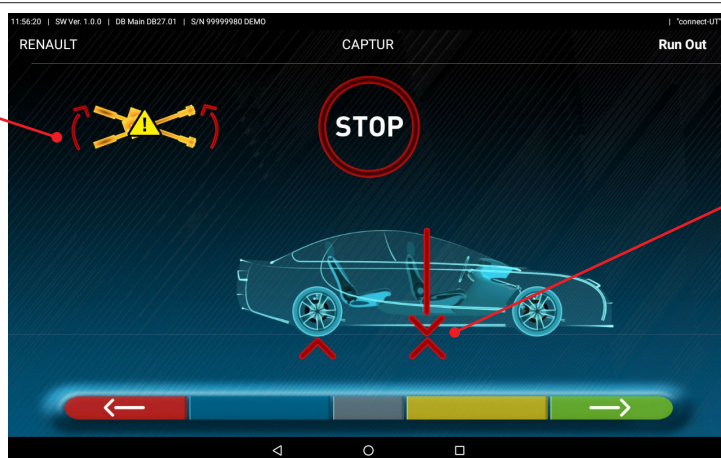 11:56:20 | SW Ver. 1.0.0 | DB Main DB27.01 | S/N 99999980 DEMO | "connect-UT"
RENAULT CAPTUR Run Out
STOP